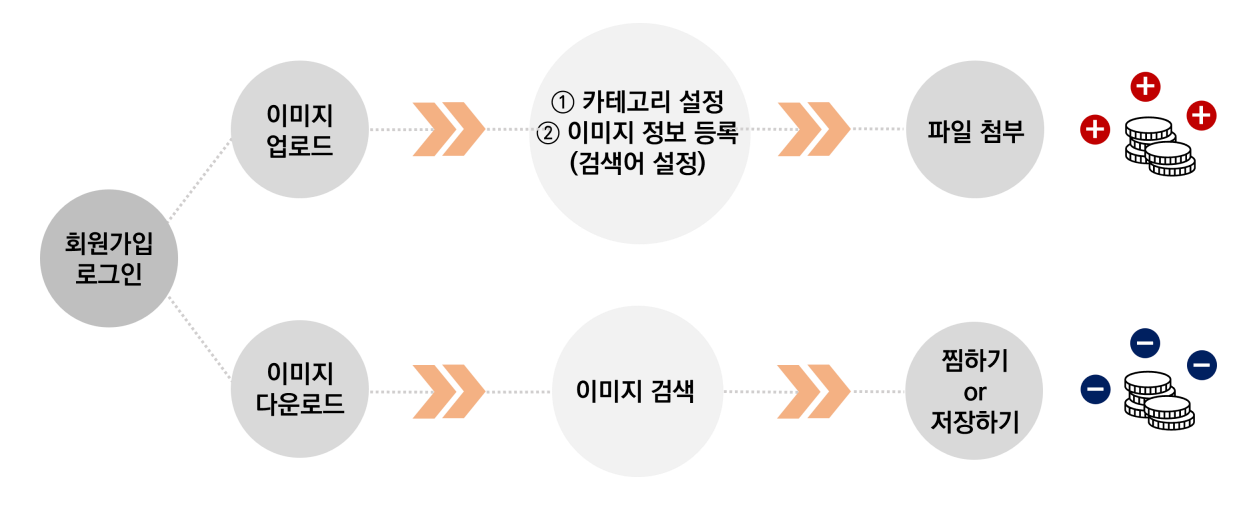 회원가입
로그인
이미지
업로드
① 카테고리 설정
② 이미지 정보 등록
(검색어 설정)
파일 첨부
이미지
다운로드
이미지 검색
찜하기
or
저장하기